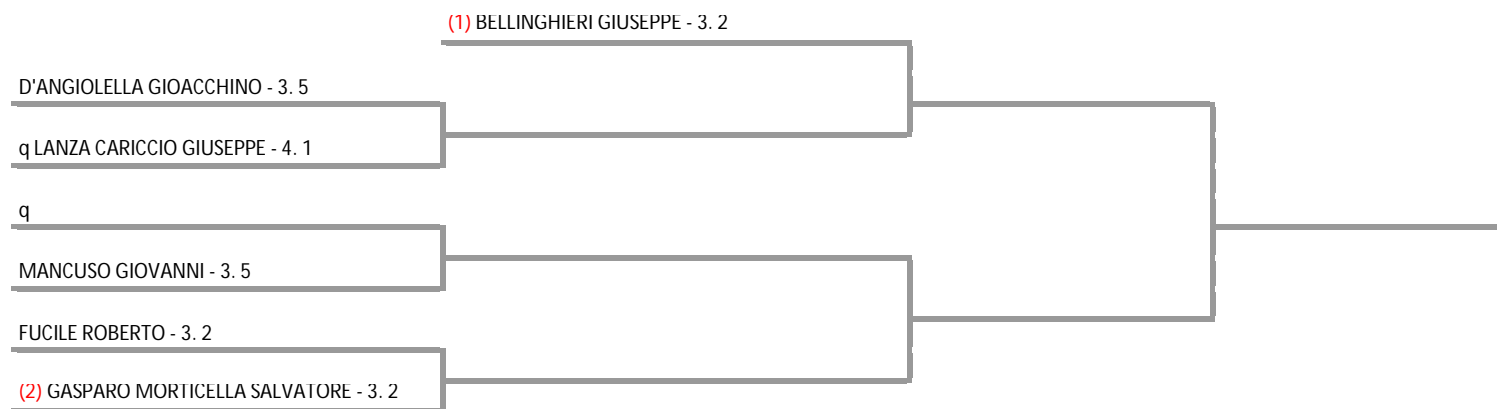 (1) BELLINGHIERI GIUSEPPE - 3. 2
D'ANGIOLELLA GIOACCHINO - 3. 5
q LANZA CARICCIO GIUSEPPE - 4. 1
q
MANCUSO GIOVANNI - 3. 5
FUCILE ROBERTO - 3. 2
(2) GASPARO MORTICELLA SALVATORE - 3. 2